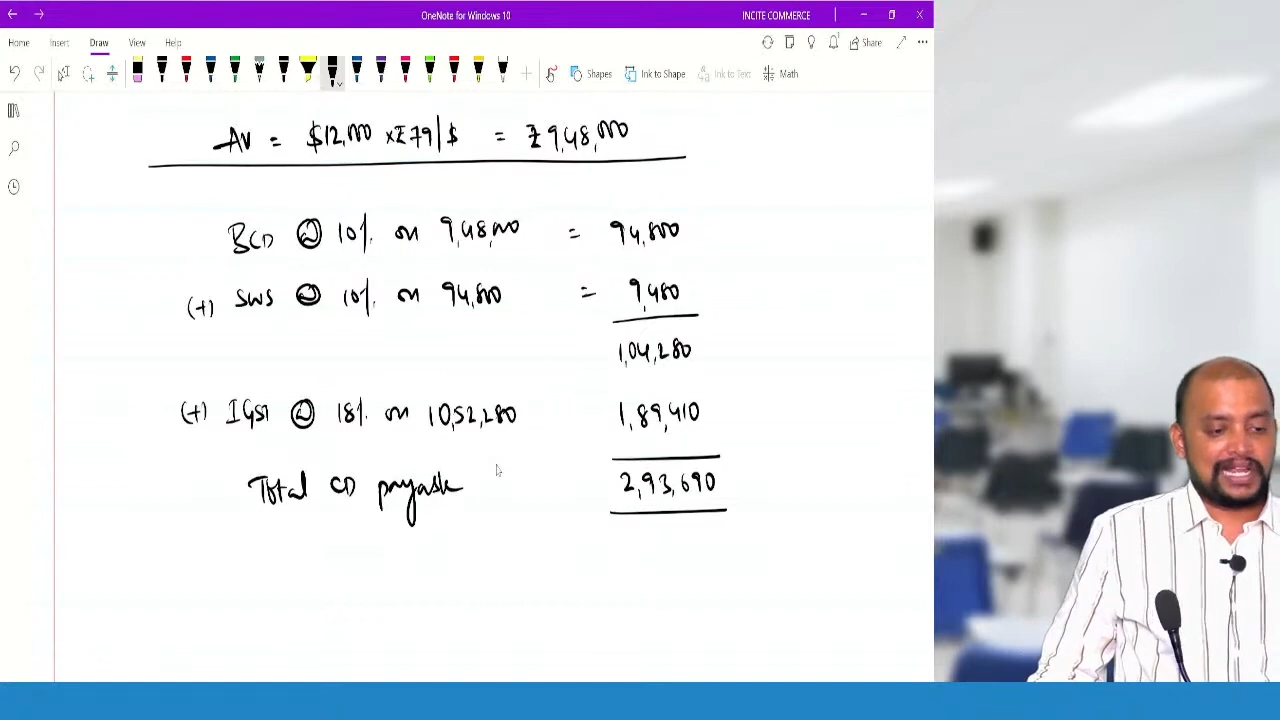 OneNote for Windows 10
INCITE COMMERCE
Home Insert Draw View Help
Share
Shapes Ink to Shape Ink to Text Math
AV = $12,000 x ₹79/$ = ₹9,48,000
BCD @ 10% on 9,48,000 = 94,800
(+) SWS @ 10% on 94,800 = 9,480
1,04,280
(+) IGST @ 18% on 10,52,280 1,89,410
Total CD payable 2,93,690